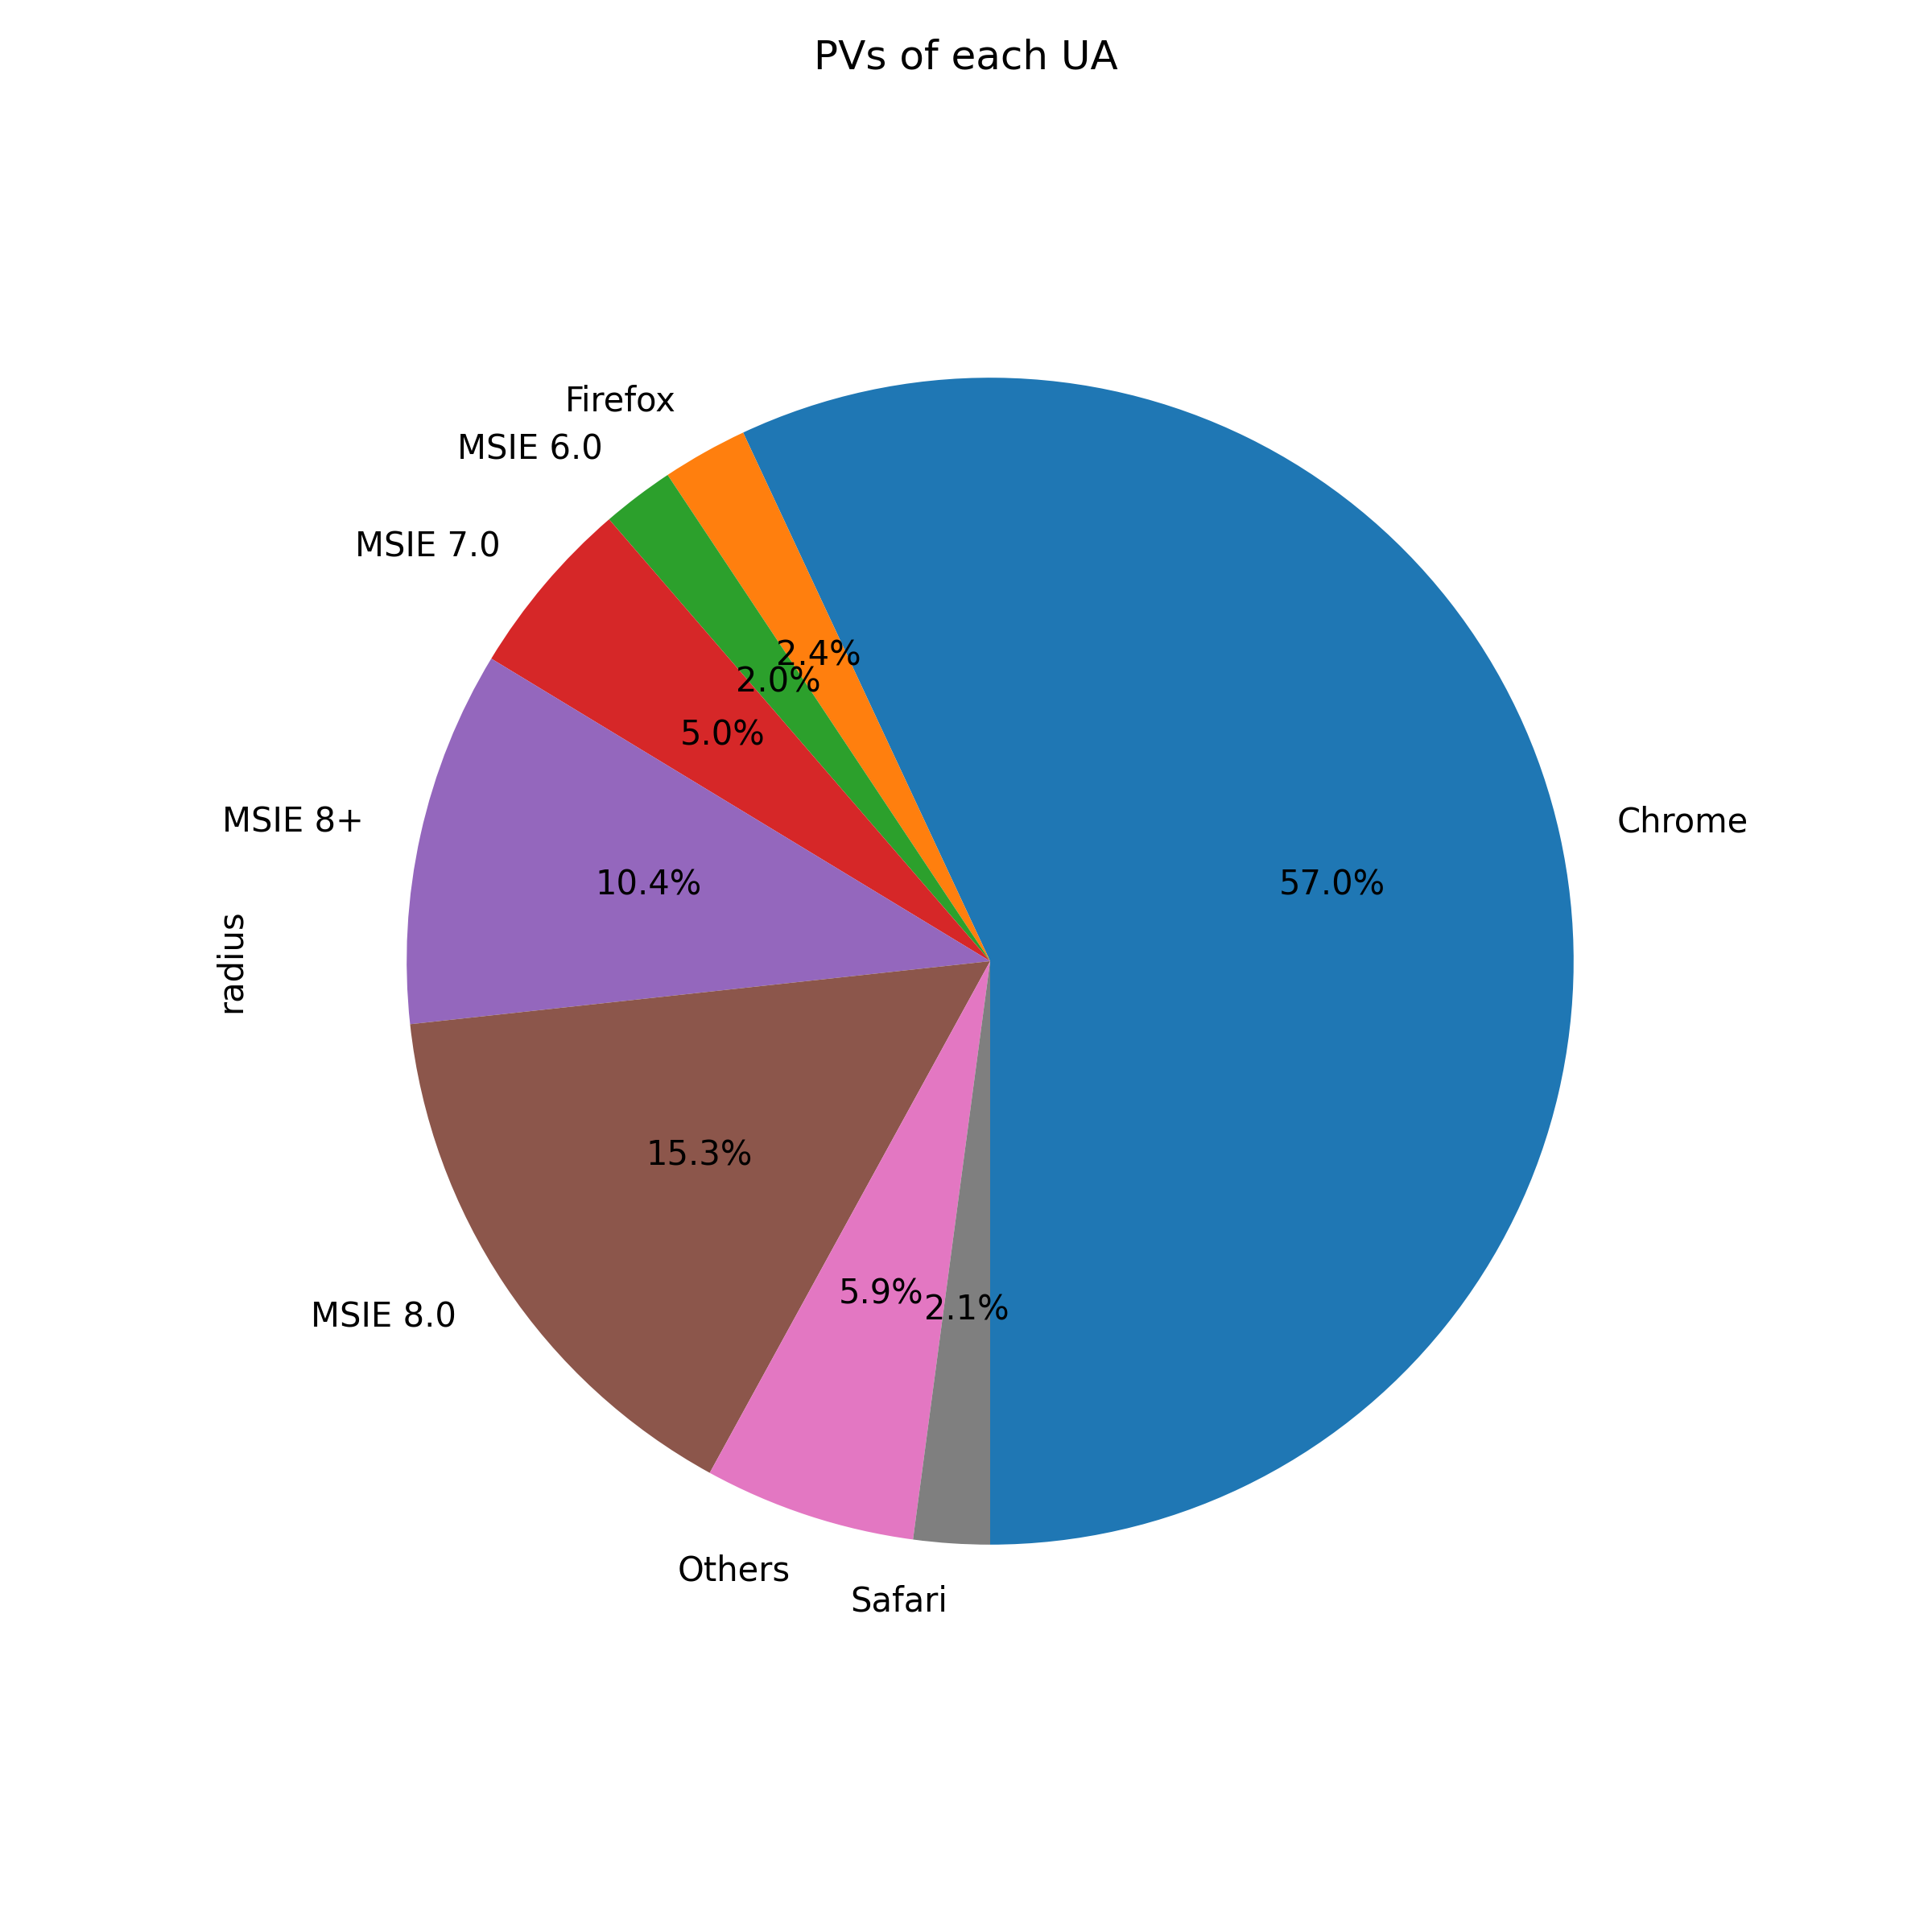 PVs of each UA
Firefox
MSIE 6.0
MSIE 7.0
2.4%
2.0%
5.0%
MSIE 8+
Chrome
10.4%
57.0%
radius
15.3%
5.9%
2.1%
MSIE 8.0
Others
Safari